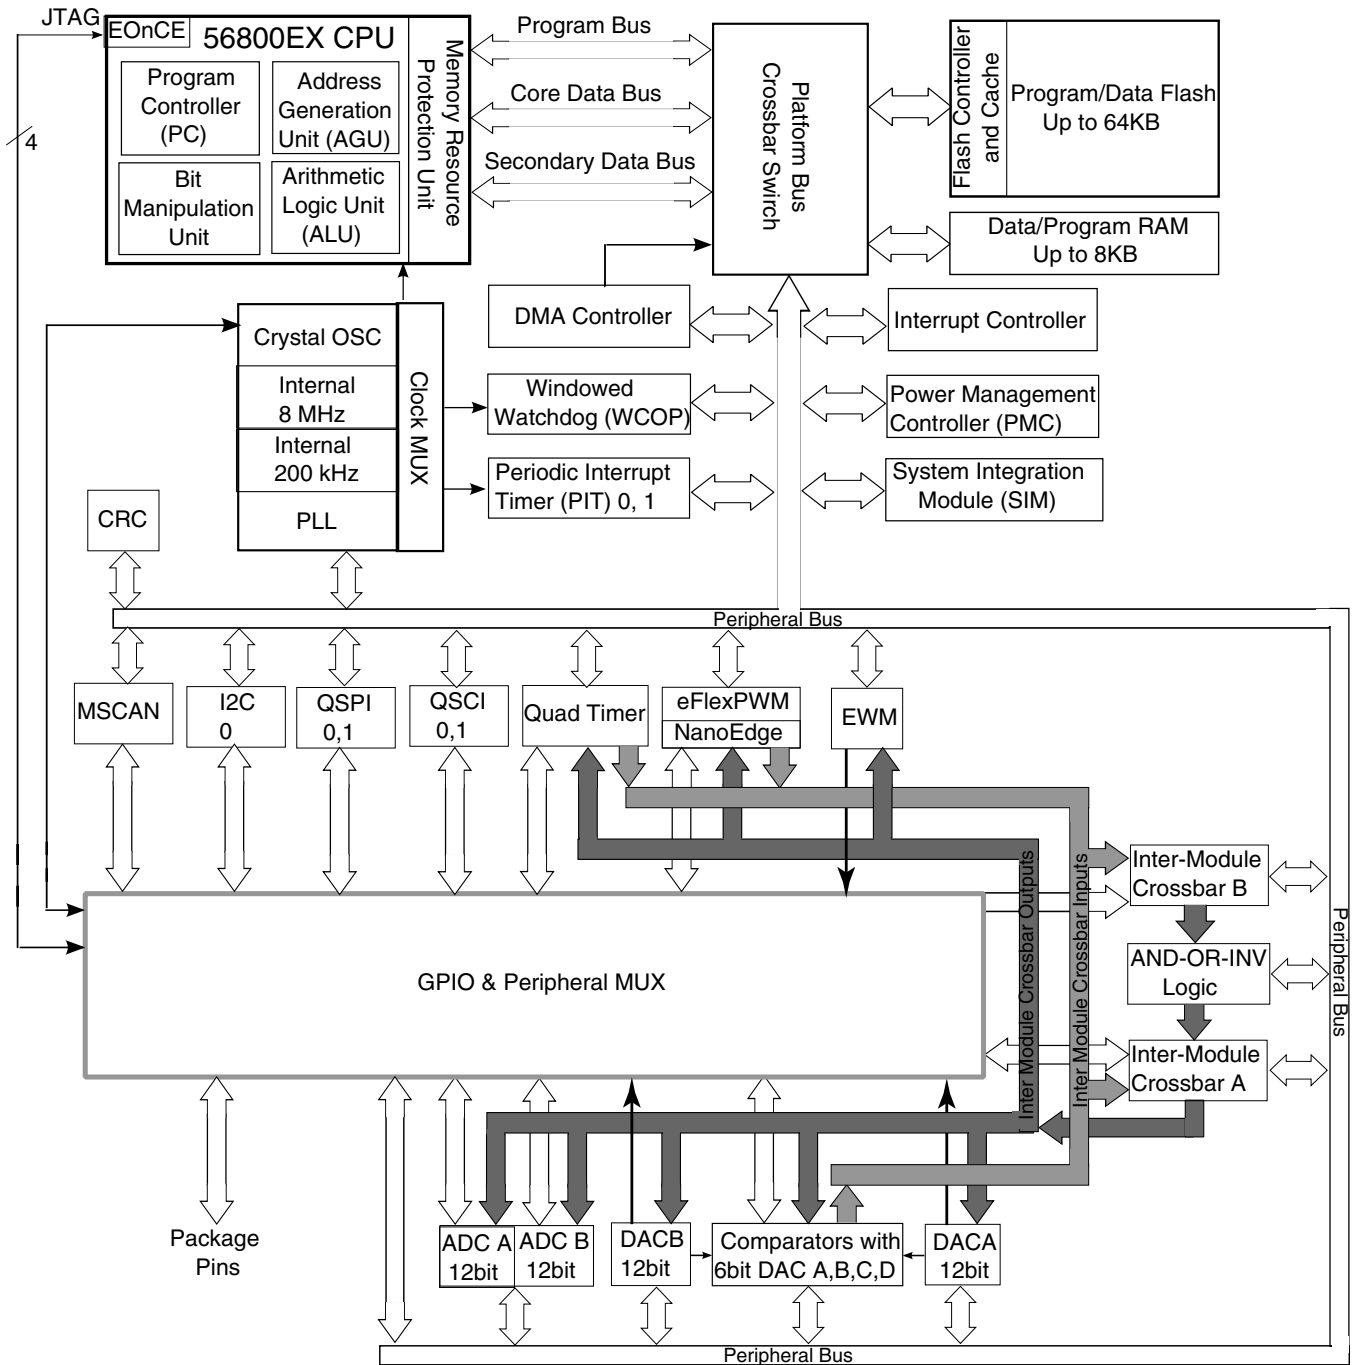 JTAG
EOnCE
56800EX CPU
Program
Controller
(PC)
Address
Generation
Unit (AGU)
Bit
Manipulation
Unit
Arithmetic
Logic Unit
(ALU)
Memory Resource
Protection Unit
4
Program Bus
Core Data Bus
Secondary Data Bus
Platform Bus
Crossbar Swirch
Flash Controller
and Cache
Program/Data Flash
Up to 64KB
Data/Program RAM
Up to 8KB
DMA Controller
Interrupt Controller
Crystal OSC
Internal
8 MHz
Internal
200 kHz
PLL
Clock MUX
Windowed
Watchdog (WCOP)
Power Management
Controller (PMC)
Periodic Interrupt
Timer (PIT) 0, 1
System Integration
Module (SIM)
CRC
Peripheral Bus
MSCAN
I2C
0
QSPI
0,1
QSCI
0,1
Quad Timer
eFlexPWM
NanoEdge
EWM
Inter Module Crossbar Outputs
Inter Module Crossbar Inputs
Inter-Module
Crossbar B
AND-OR-INV
Logic
Inter-Module
Crossbar A
Peripheral Bus
GPIO & Peripheral MUX
Package
Pins
ADC A
12bit
ADC B
12bit
DACB
12bit
Comparators with
6bit DAC A,B,C,D
DACA
12bit
Peripheral Bus